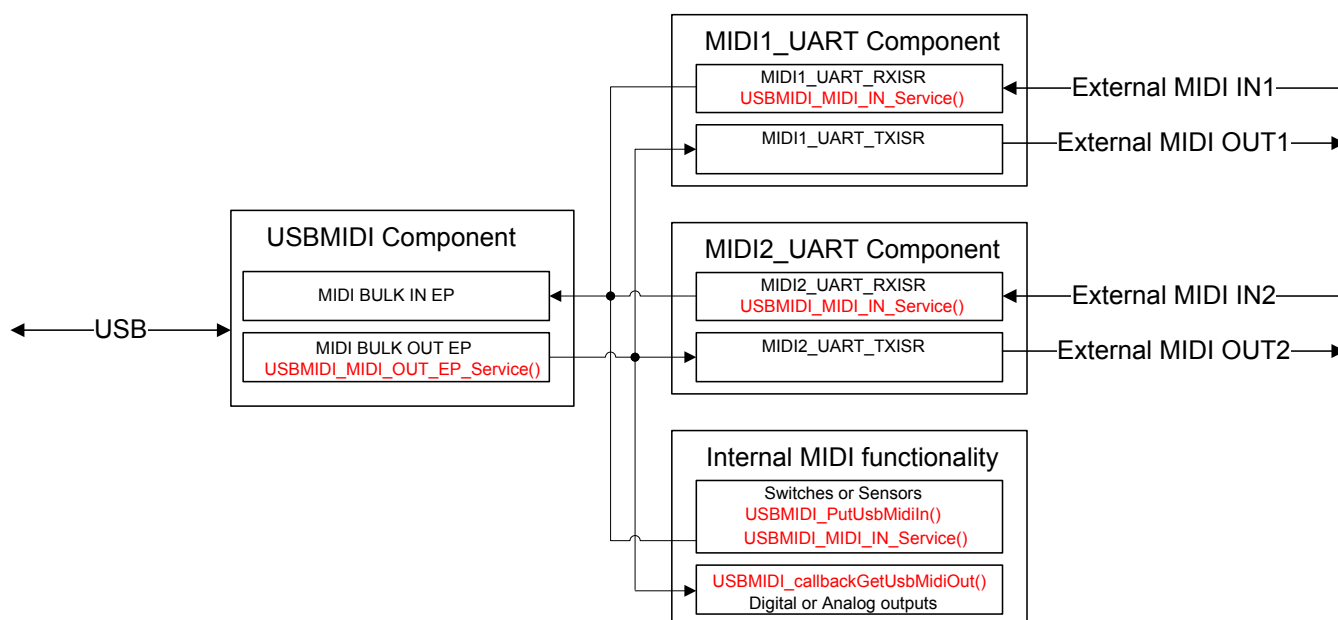 MIDI1_UART Component
MIDI1_UART_RXISR
USBMIDI_MIDI_IN_Service()
External MIDI IN1
MIDI1_UART_TXISR
External MIDI OUT1
USBMIDI Component
MIDI BULK IN EP
USB
MIDI BULK OUT EP
USBMIDI_MIDI_OUT_EP_Service()
MIDI2_UART Component
MIDI2_UART_RXISR
USBMIDI_MIDI_IN_Service()
External MIDI IN2
MIDI2_UART_TXISR
External MIDI OUT2
Internal MIDI functionality
Switches or Sensors
USBMIDI_PutUsbMidiIn()
USBMIDI_MIDI_IN_Service()
USBMIDI_callbackGetUsbMidiOut()
Digital or Analog outputs